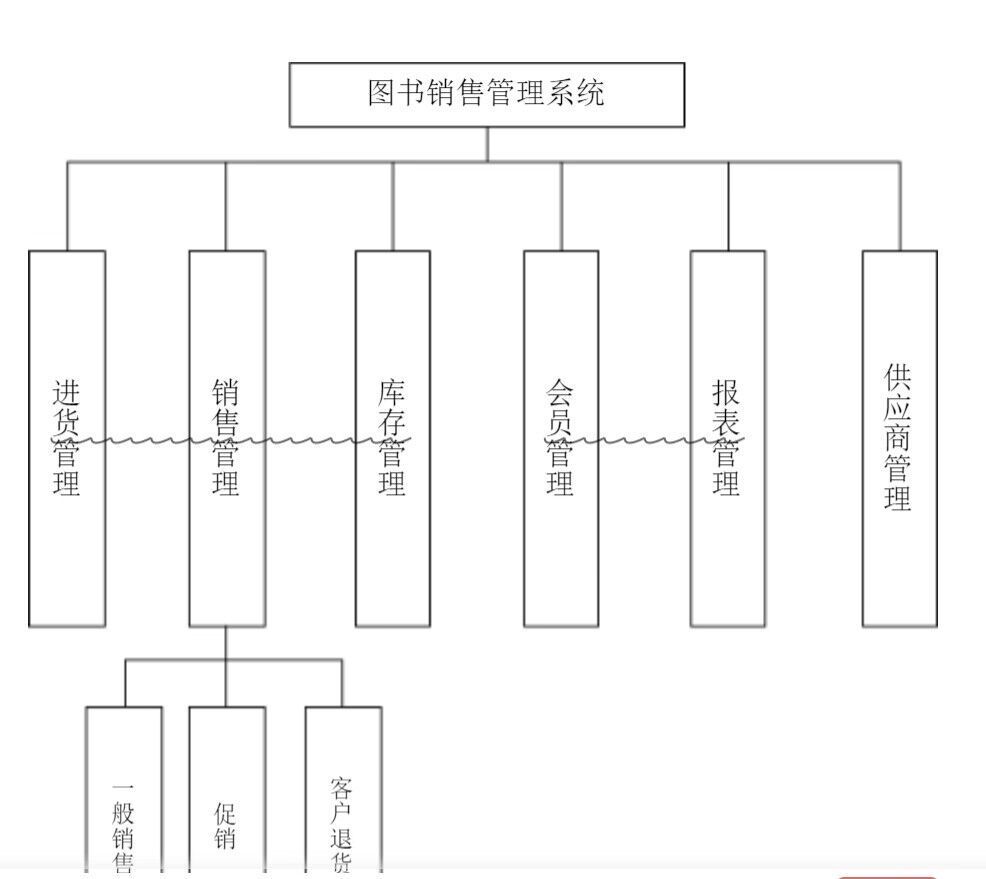 图书销售管理系统
进货管理
销售管理
库存管理
会员管理
报表管理
供应商管理
一般销售
促销
客户退货